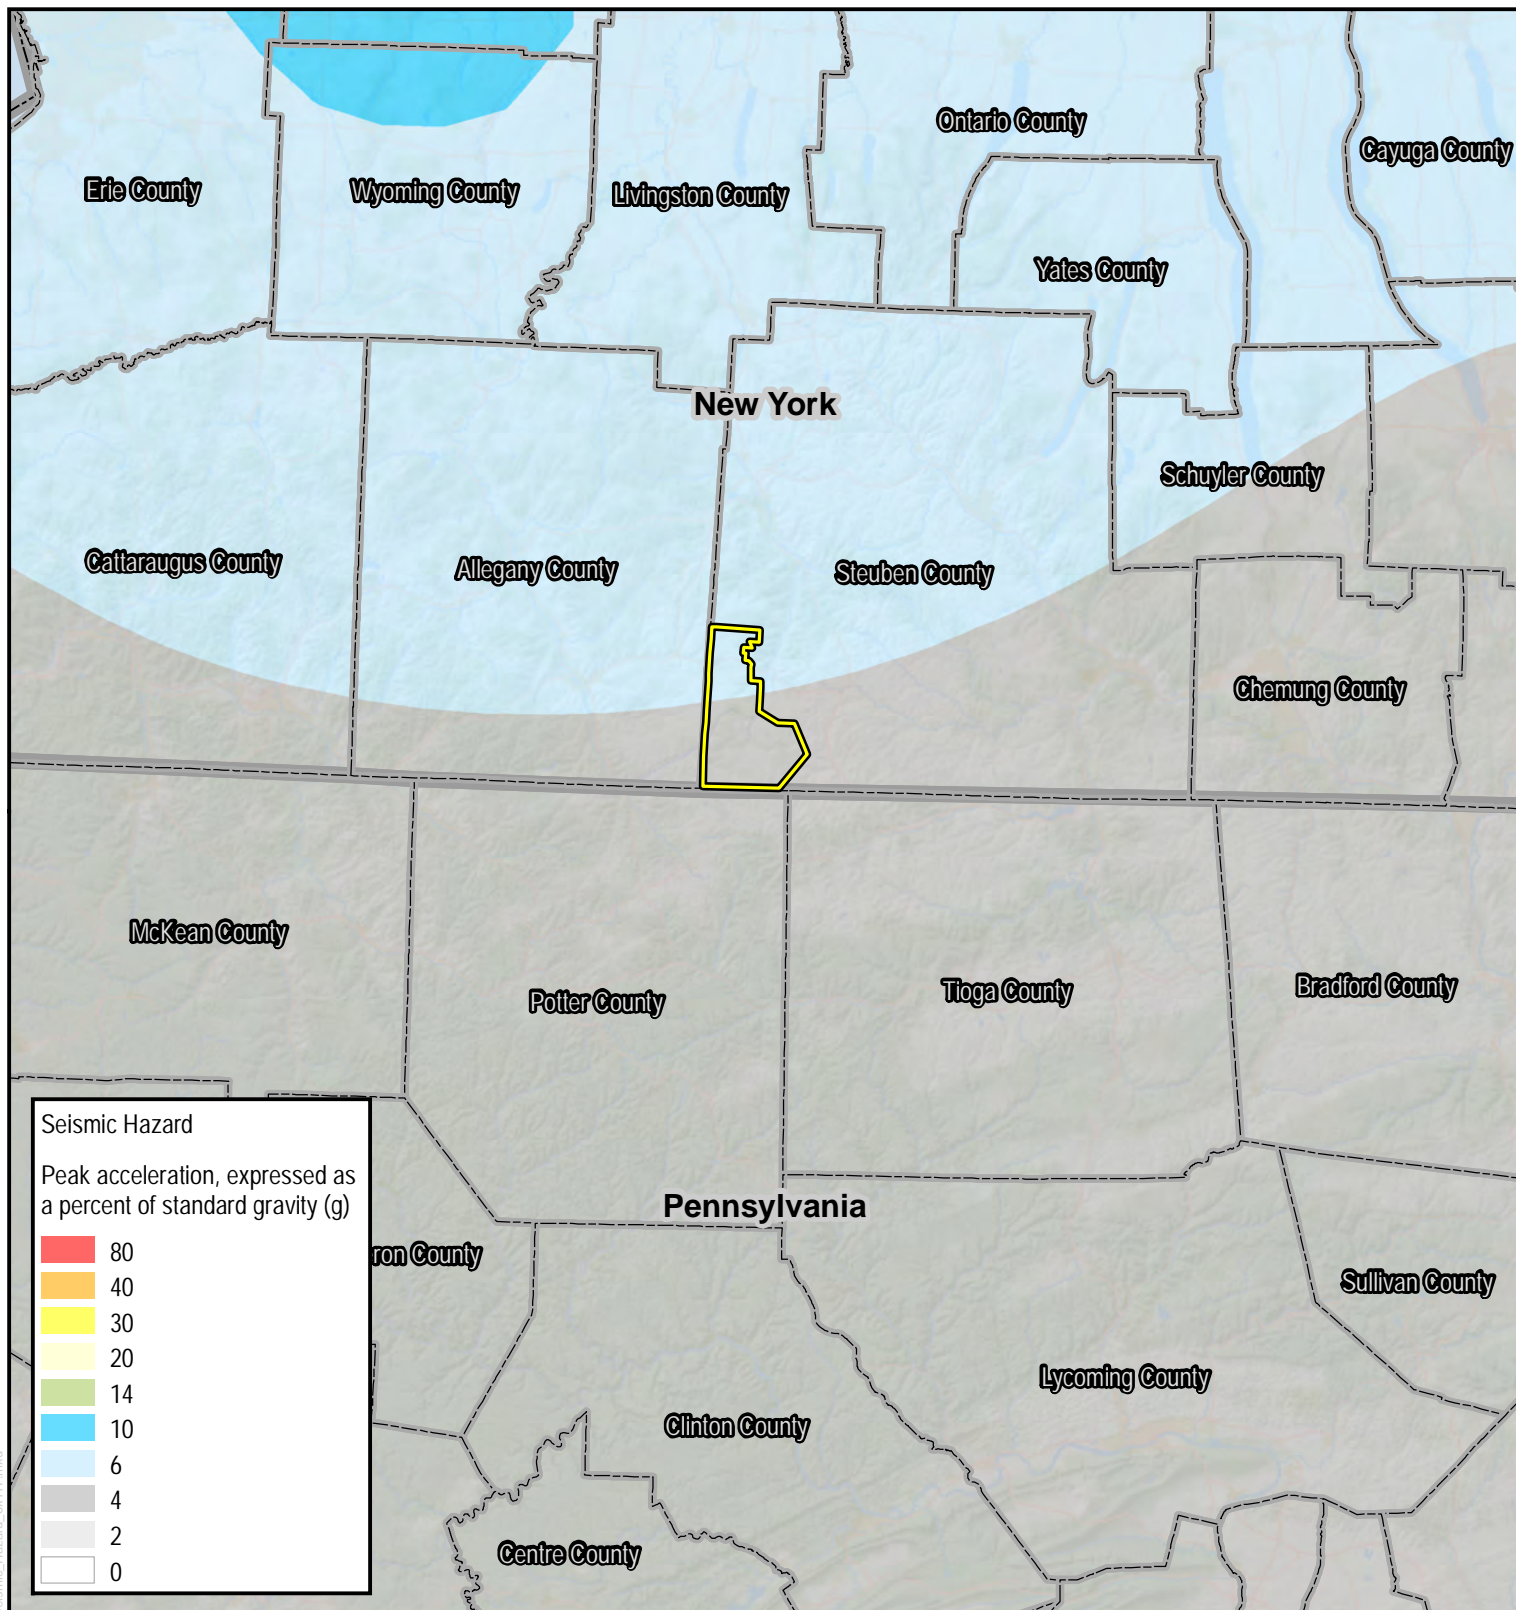 Ontario County
Cayuga County
Erie County
Wyoming County
Livingston County
Yates County
New York
Schuyler County
Cattaraugus County
Allegany County
Steuben County
Chemung County
McKean County
Potter County
Tioga County
Bradford County
Pennsylvania
ron County
Sullivan County
Lycoming County
Clinton County
Centre County
Seismic Hazard
Peak acceleration, expressed as
a percent of standard gravity (g)
80
40
30
20
14
10
6
4
2
0